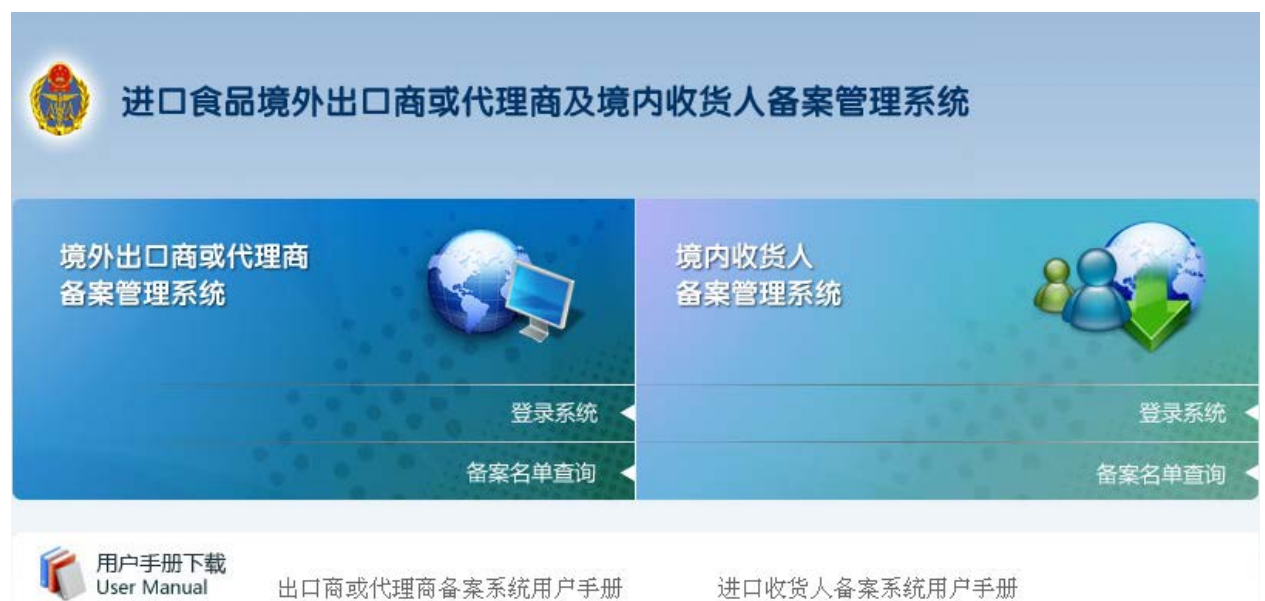 进口食品境外出口商或代理商及境内收货人备案管理系统
境外出口商或代理商
备案管理系统
登录系统
备案名单查询
境内收货人
备案管理系统
登录系统
备案名单查询
用户手册下载
User Manual
出口商或代理商备案系统用户手册
进口收货人备案系统用户手册